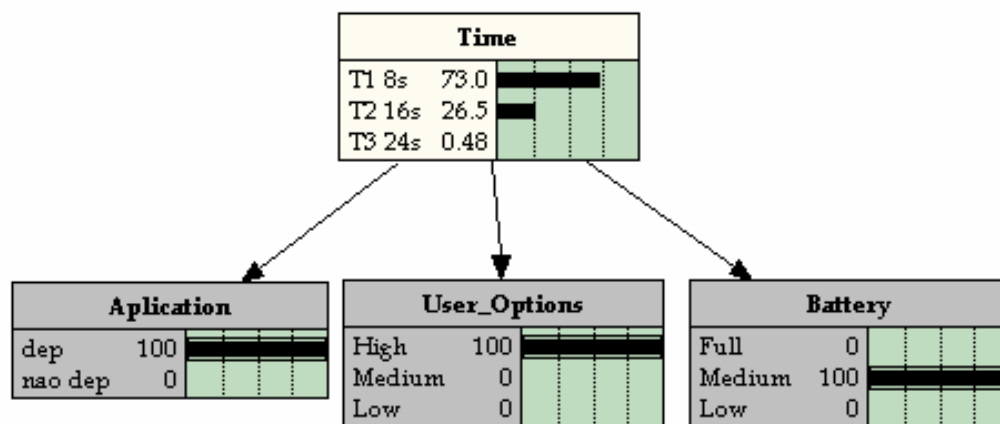 Time
T1 8s 73.0
T2 16s 26.5
T3 24s 0.48
Aplication
dep 100
nao dep 0
User_Options
High 100
Medium 0
Low 0
Battery
Full 0
Medium 100
Low 0